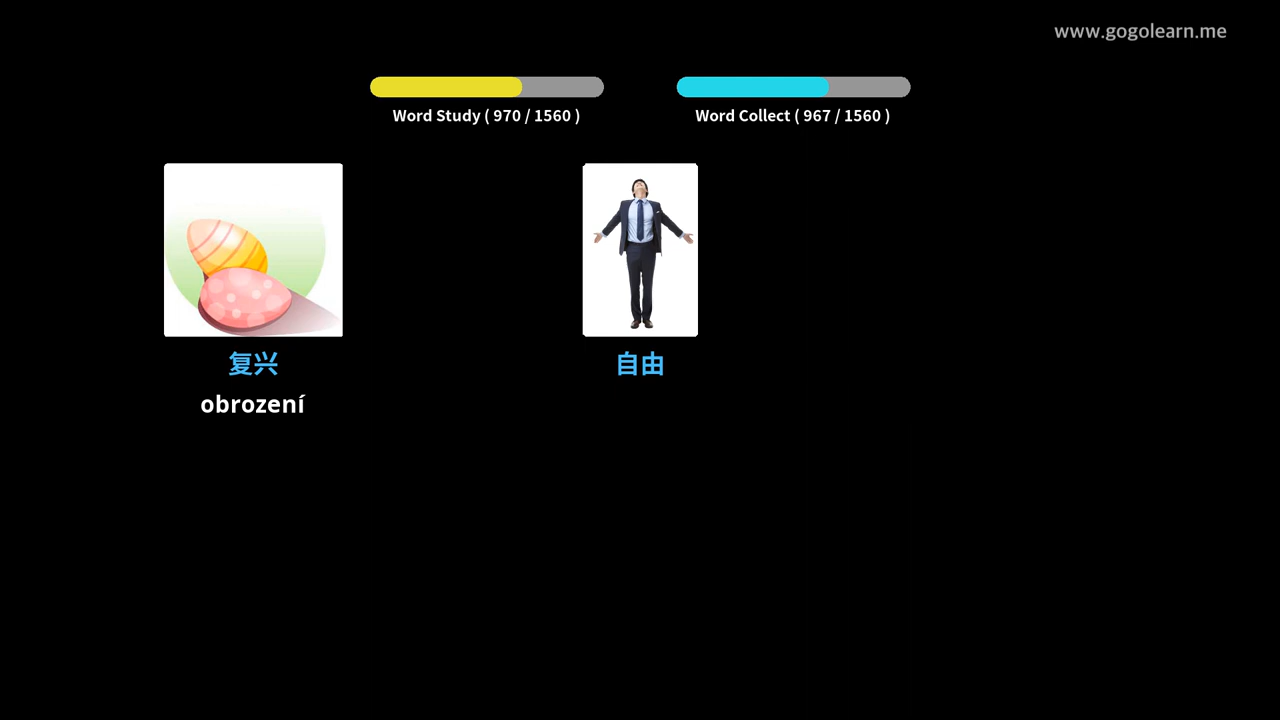 www.gogolearn.me
Word Study ( 970 / 1560 )
Word Collect ( 967 / 1560 )
复兴
自由
obrození